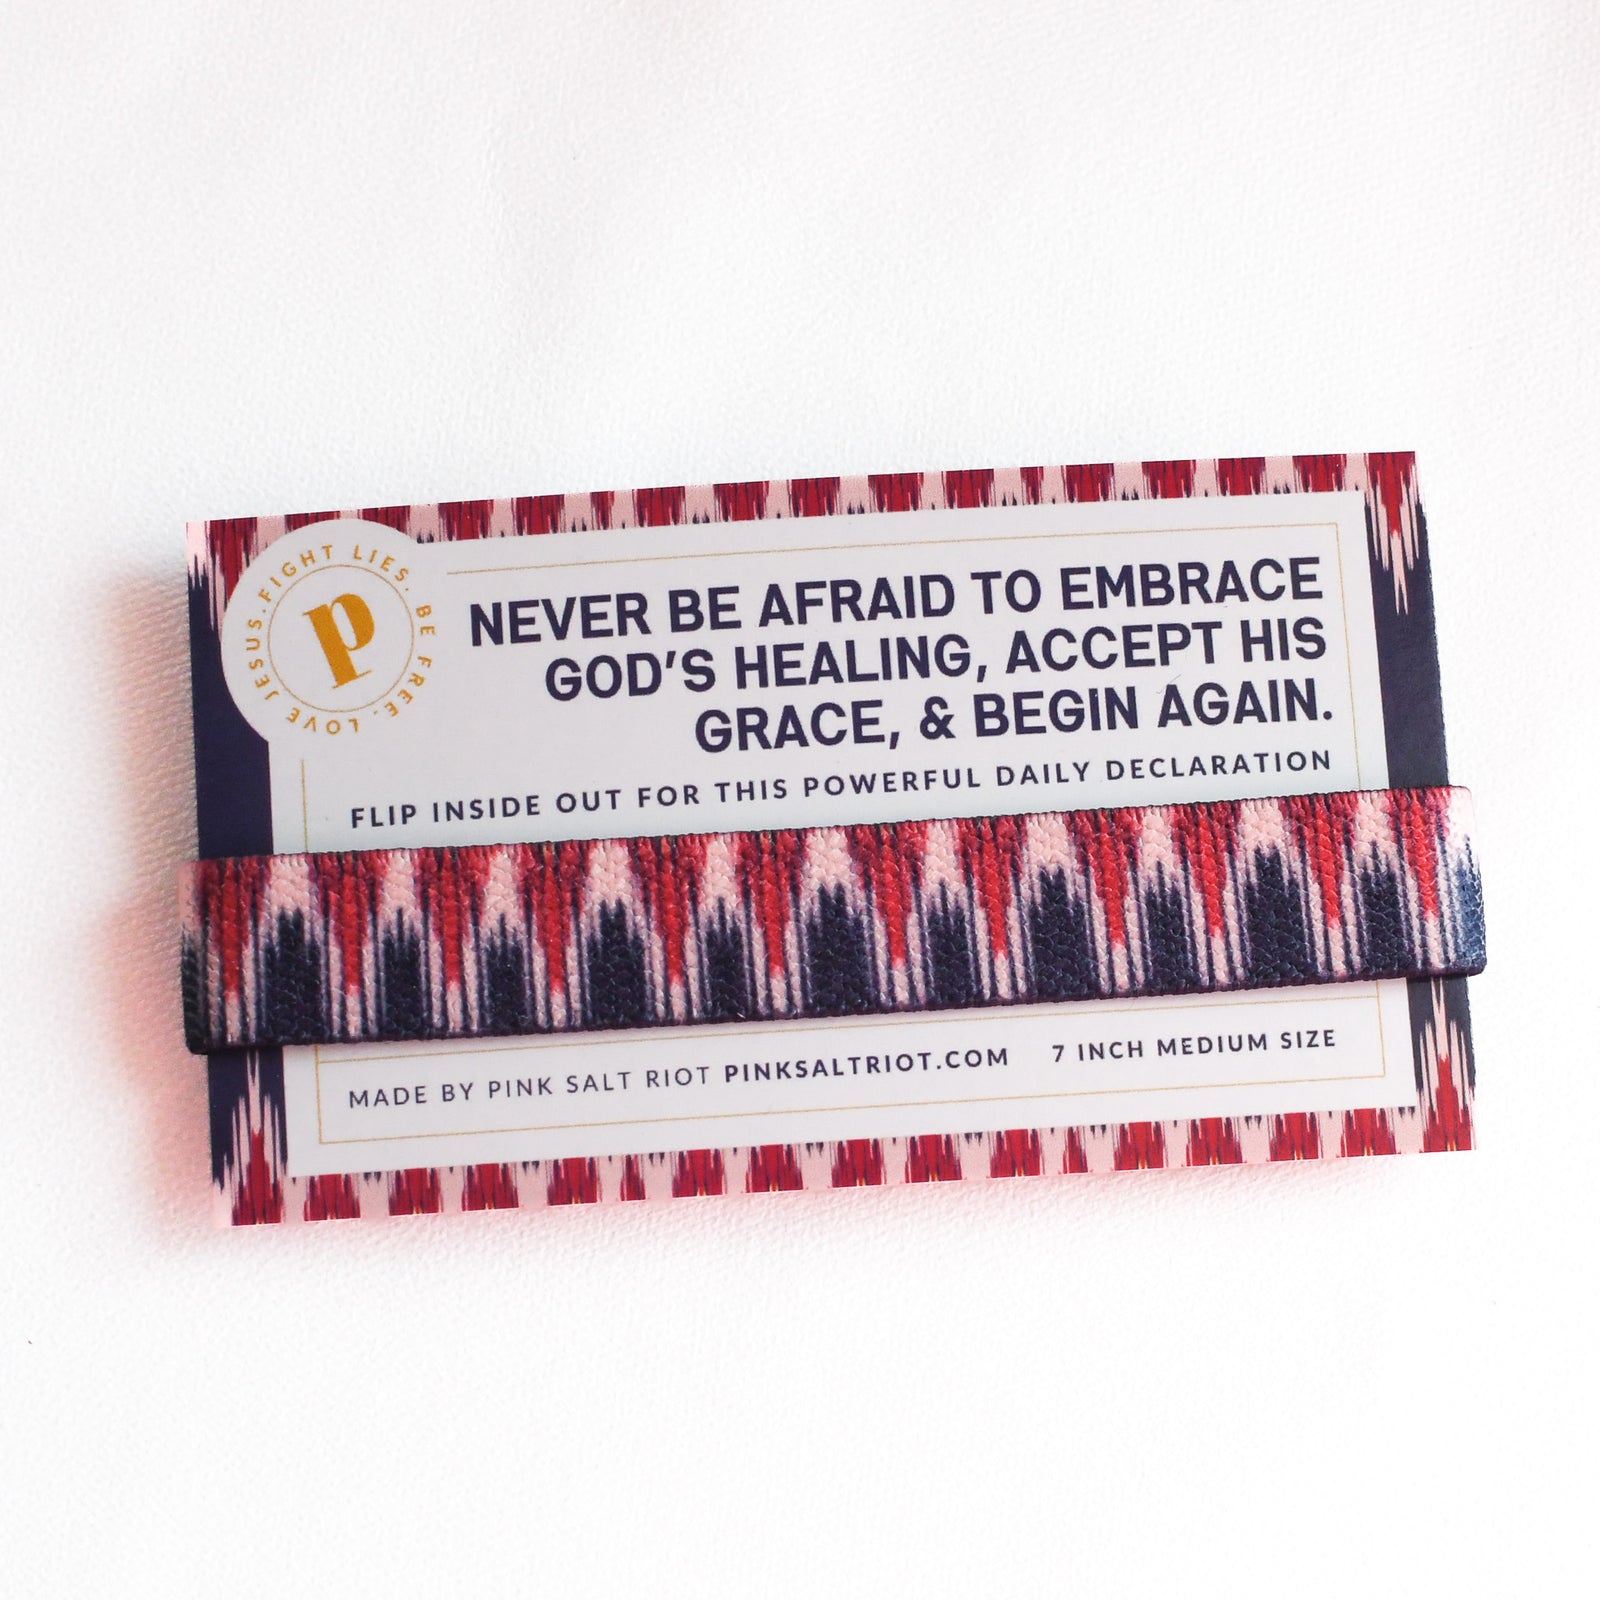 LOVE JESUS. FIGHT LIES. BE FREE.
p
NEVER BE AFRAID TO EMBRACE
GOD'S HEALING, ACCEPT HIS
GRACE, & BEGIN AGAIN.
FLIP INSIDE OUT FOR THIS POWERFUL DAILY DECLARATION
MADE BY PINK SALT RIOT PINKSALTRIOT.COM 7 INCH MEDIUM SIZE